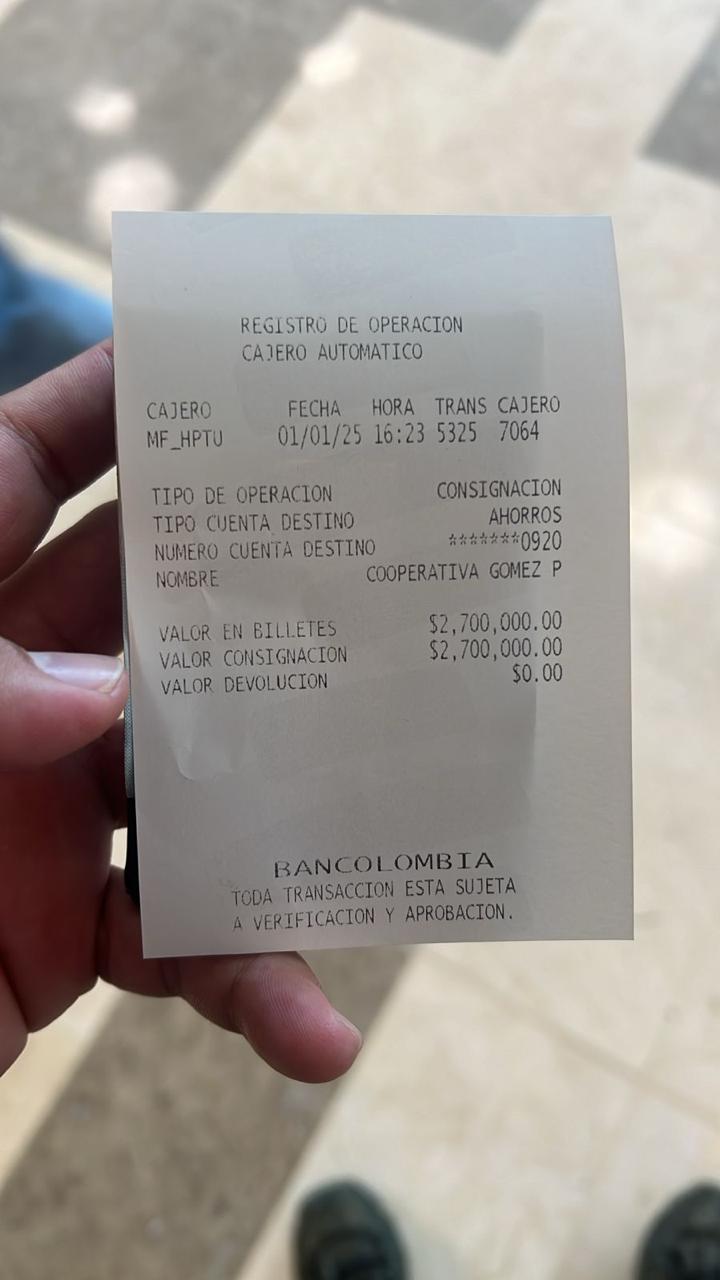 REGISTRO DE OPERACION
CAJERO AUTOMATICO
CAJERO FECHA HORA TRANS CAJERO
MF_HPTU 01/01/25 16:23 5325 7064
TIPO DE OPERACION CONSIGNACION
TIPO CUENTA DESTINO AHORROS
NUMERO CUENTA DESTINO *******0920
NOMBRE COOPERATIVA GOMEZ P
VALOR EN BILLETES $2,700,000.00
VALOR CONSIGNACION $2,700,000.00
VALOR DEVOLUCION $0.00
BANCOLOMBIA
TODA TRANSACCION ESTA SUJETA
A VERIFICACION Y APROBACION.